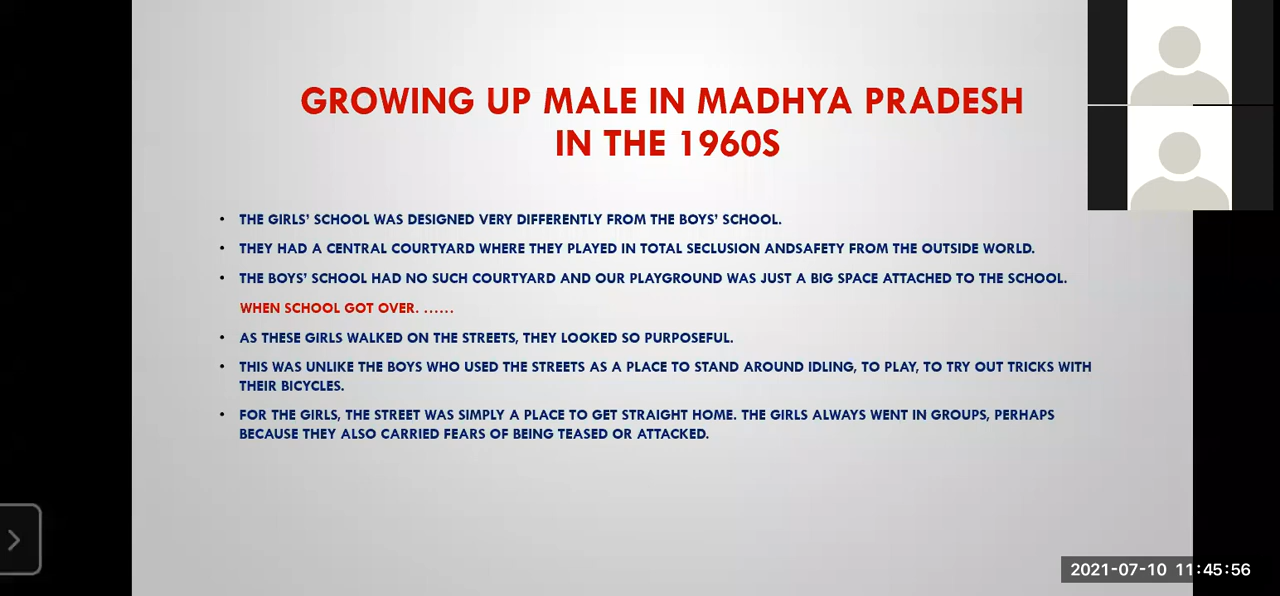 GROWING UP MALE IN MADHYA PRADESH
IN THE 1960S
• THE GIRLS' SCHOOL WAS DESIGNED VERY DIFFERENTLY FROM THE BOYS' SCHOOL.
• THEY HAD A CENTRAL COURTYARD WHERE THEY PLAYED IN TOTAL SECLUSION ANDSAFETY FROM THE OUTSIDE WORLD.
• THE BOYS' SCHOOL HAD NO SUCH COURTYARD AND OUR PLAYGROUND WAS JUST A BIG SPACE ATTACHED TO THE SCHOOL.
WHEN SCHOOL GOT OVER. ......
• AS THESE GIRLS WALKED ON THE STREETS, THEY LOOKED SO PURPOSEFUL.
• THIS WAS UNLIKE THE BOYS WHO USED THE STREETS AS A PLACE TO STAND AROUND IDLING, TO PLAY, TO TRY OUT TRICKS WITH
THEIR BICYCLES.
• FOR THE GIRLS, THE STREET WAS SIMPLY A PLACE TO GET STRAIGHT HOME. THE GIRLS ALWAYS WENT IN GROUPS, PERHAPS
BECAUSE THEY ALSO CARRIED FEARS OF BEING TEASED OR ATTACKED.
2021-07-10 11:45:56